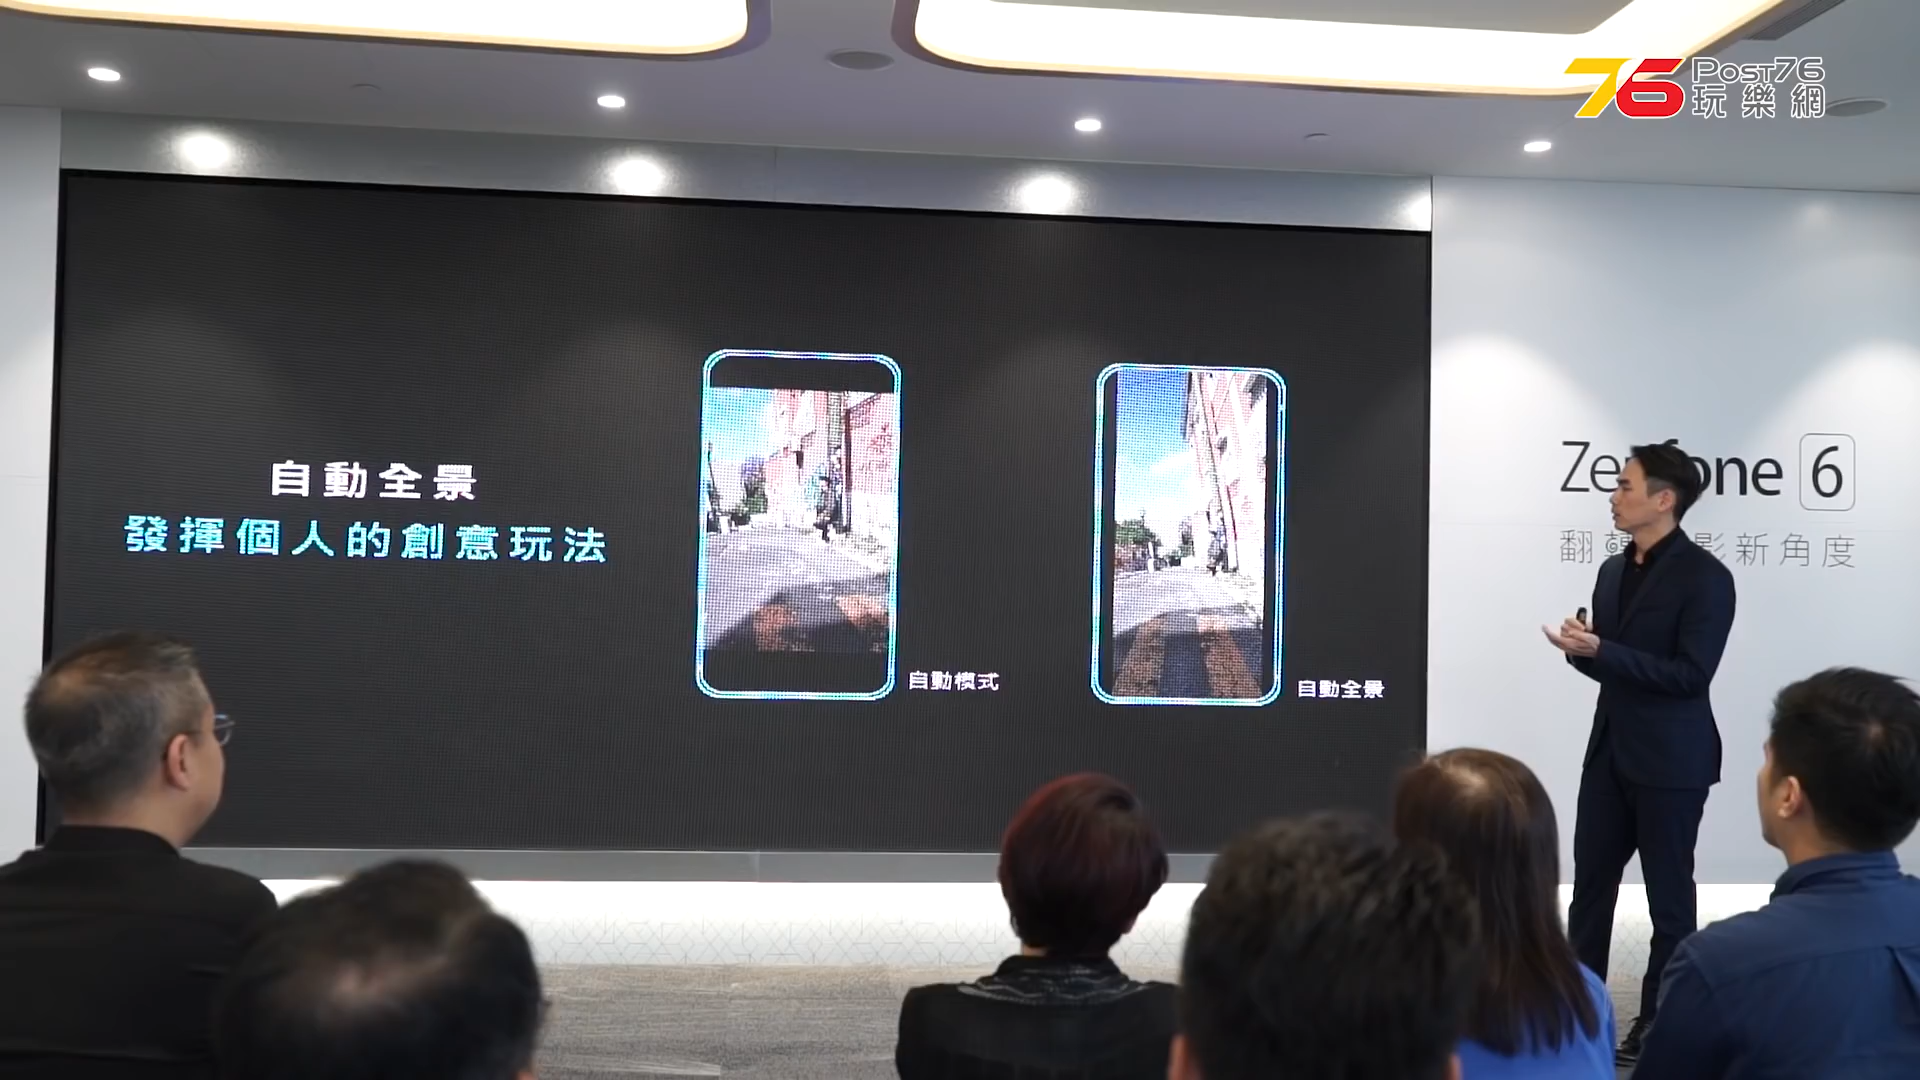 76 Post76
玩樂網
自動全景
發揮個人的創意玩法
自動模式
自動全景
one 6
翻 影新角度